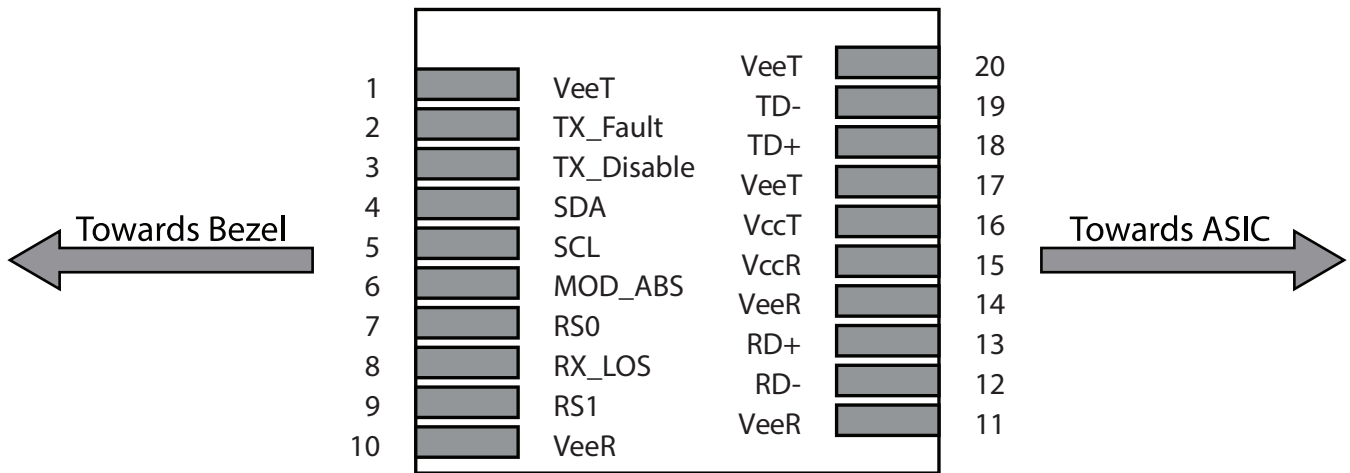 VeeT 20
1 VeeT
TD- 19
2 TX_Fault
TD+ 18
3 TX_Disable
VeeT 17
4 SDA
VccT 16
Towards Bezel
Towards ASIC
5 SCL
VccR 15
6 MOD_ABS
VeeR 14
7 RS0
RD+ 13
8 RX_LOS
RD- 12
9 RS1
VeeR 11
10 VeeR